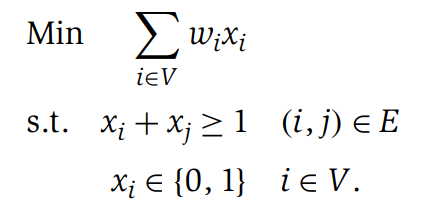 Min ∑_{i∈V} w_i x_i
s.t. x_i + x_j ≥ 1 (i, j) ∈ E
x_i ∈ {0, 1} i ∈ V.